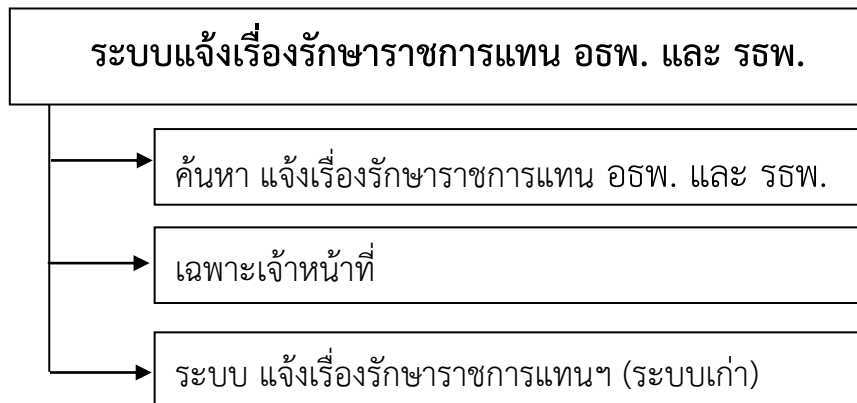 ระบบแจ้งเรื่องรักษาราชการแทน อธพ. และ รธพ.
ค้นหา แจ้งเรื่องรักษาราชการแทน อธพ. และ รธพ.
เฉพาะเจ้าหน้าที่
ระบบ แจ้งเรื่องรักษาราชการแทนฯ (ระบบเก่า)